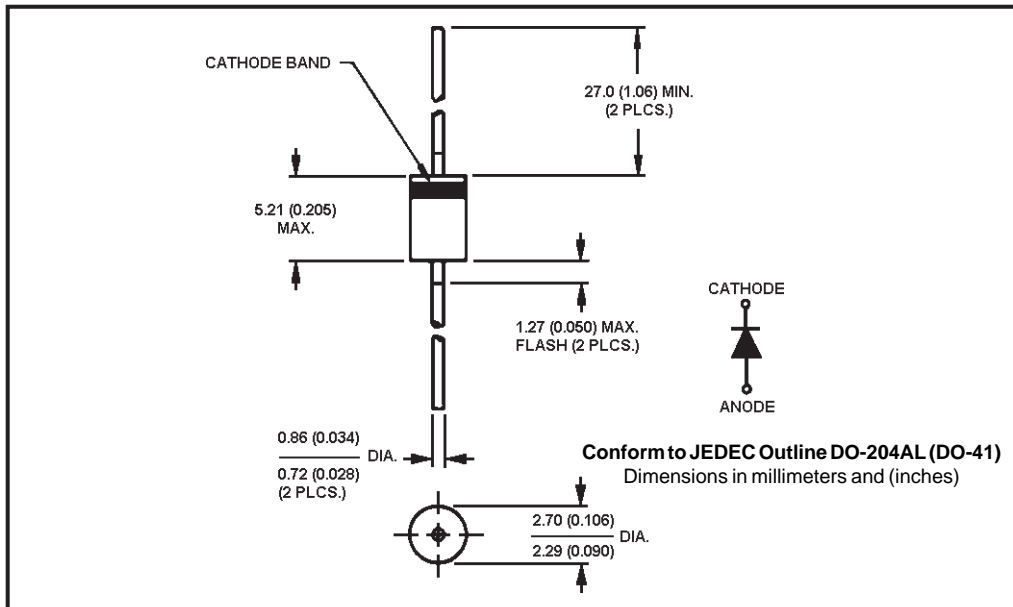 CATHODE BAND
27.0 (1.06) MIN.
(2 PLCS.)
5.21 (0.205)
MAX.
1.27 (0.050) MAX.
FLASH (2 PLCS.)
CATHODE
ANODE
0.86 (0.034)
DIA.
0.72 (0.028)
(2 PLCS.)
Conform to JEDEC Outline DO-204AL (DO-41)
Dimensions in millimeters and (inches)
2.70 (0.106)
DIA.
2.29 (0.090)